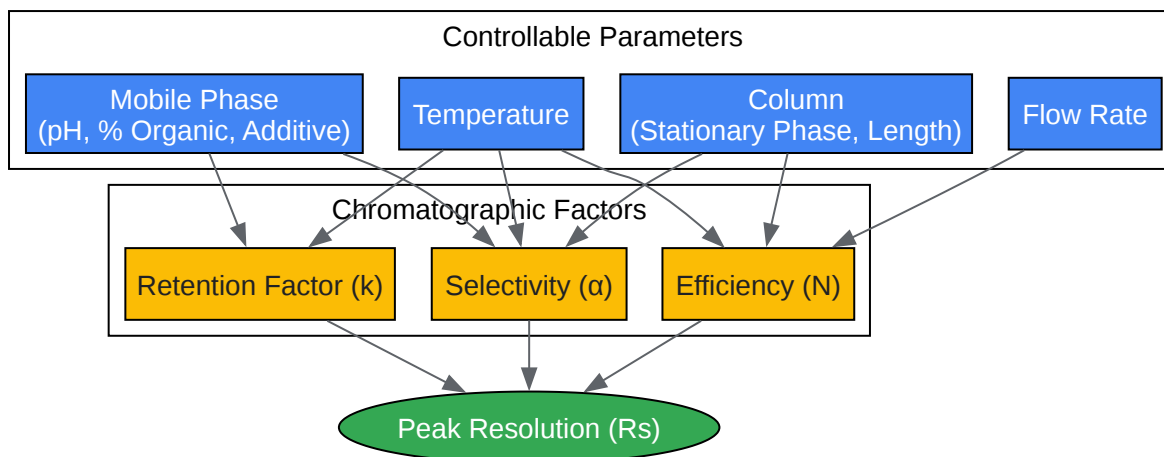 Controllable Parameters
Mobile Phase
(pH, % Organic, Additive)
Temperature
Column
(Stationary Phase, Length)
Flow Rate
Chromatographic Factors
Retention Factor (k)
Selectivity (α)
Efficiency (N)
Peak Resolution (Rs)